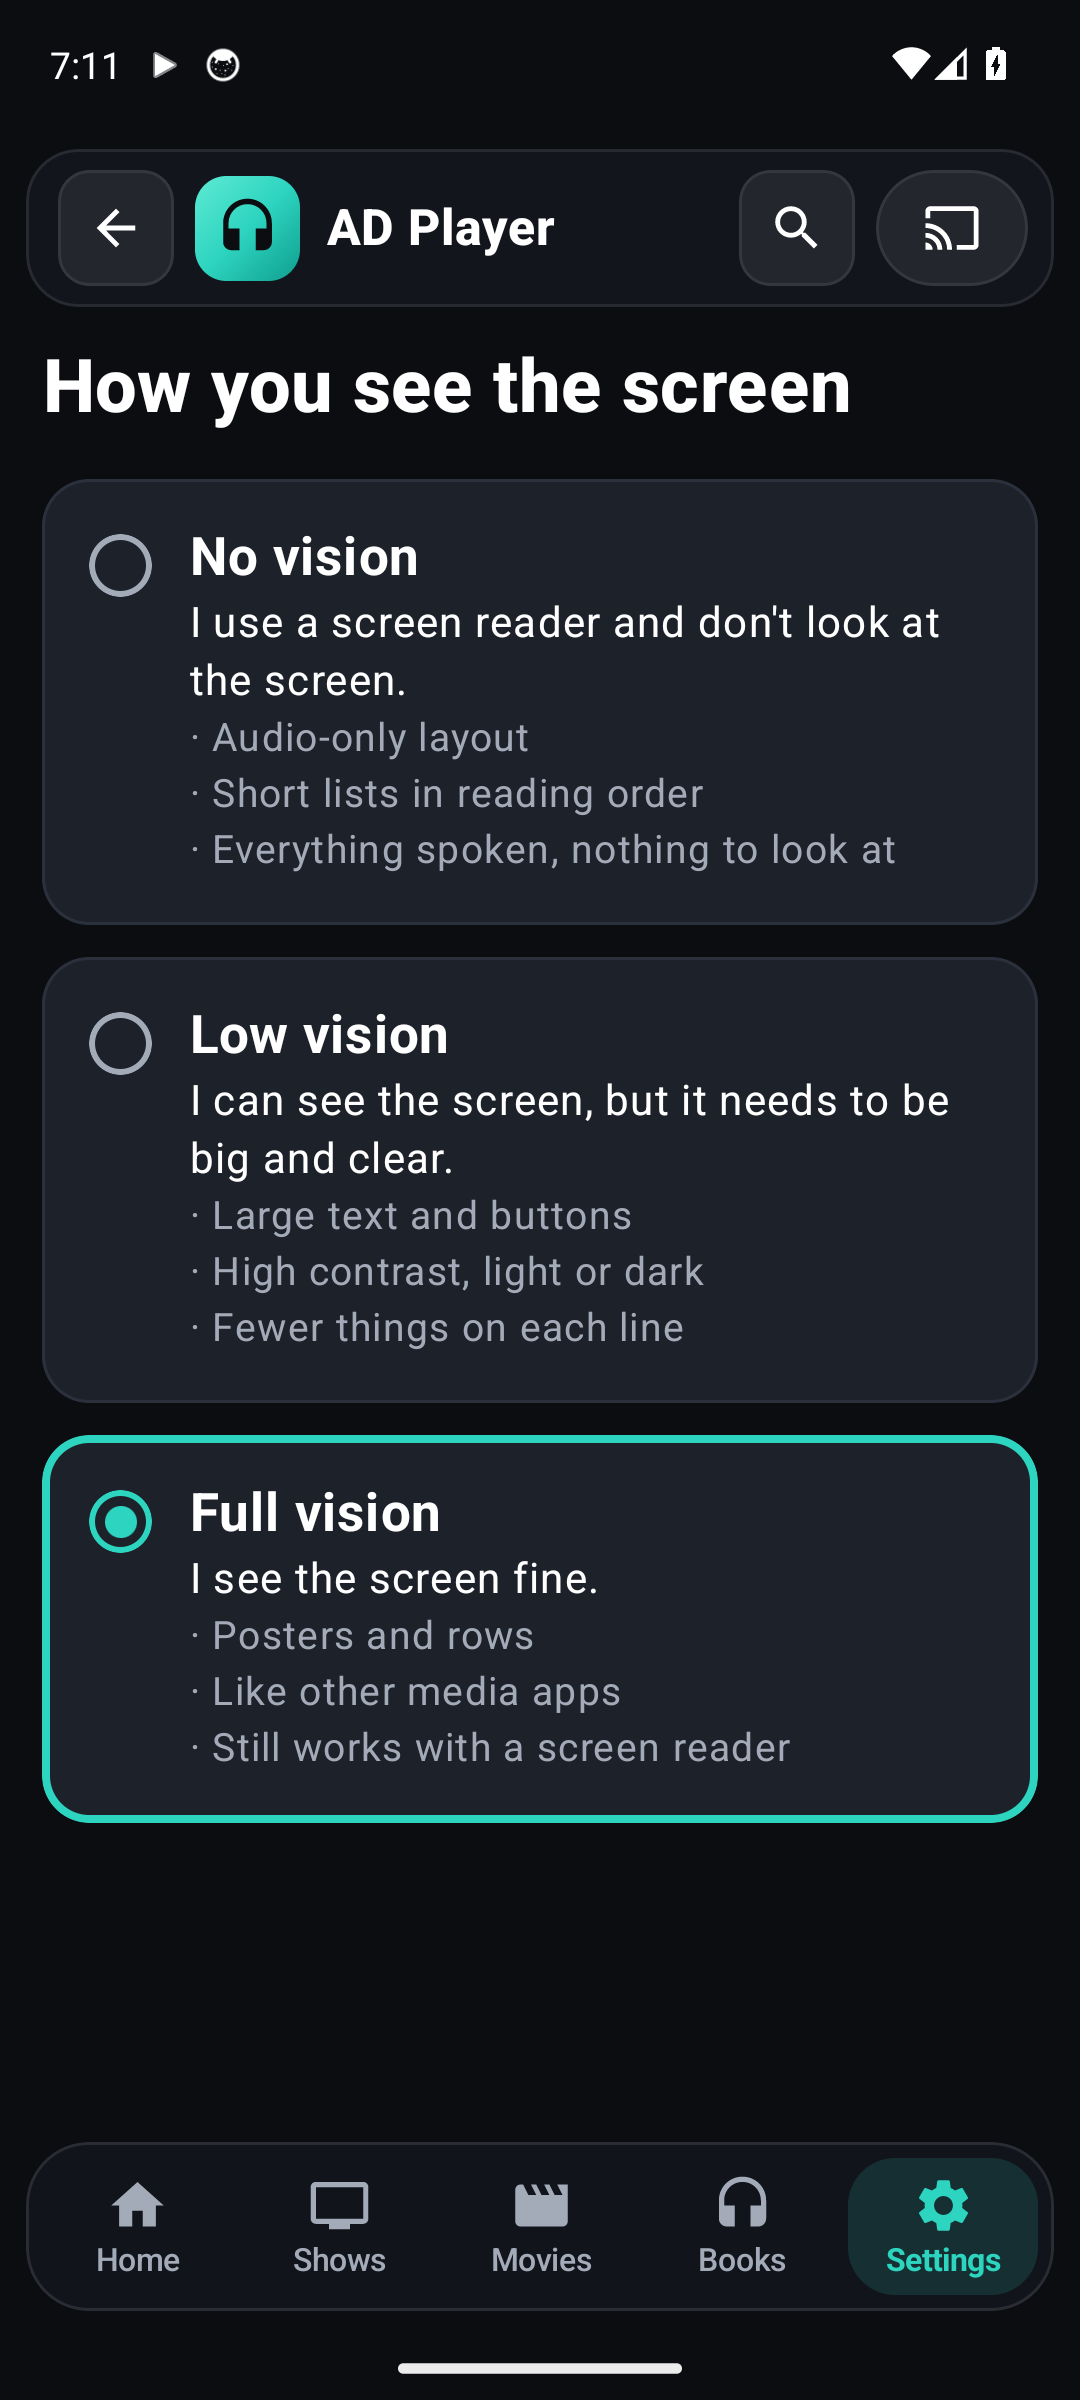 7:11
AD Player
How you see the screen
No vision
I use a screen reader and don't look at
the screen.
· Audio-only layout
· Short lists in reading order
· Everything spoken, nothing to look at
Low vision
I can see the screen, but it needs to be
big and clear.
· Large text and buttons
· High contrast, light or dark
· Fewer things on each line
Full vision
I see the screen fine.
· Posters and rows
· Like other media apps
· Still works with a screen reader
Home
Shows
Movies
Books
Settings